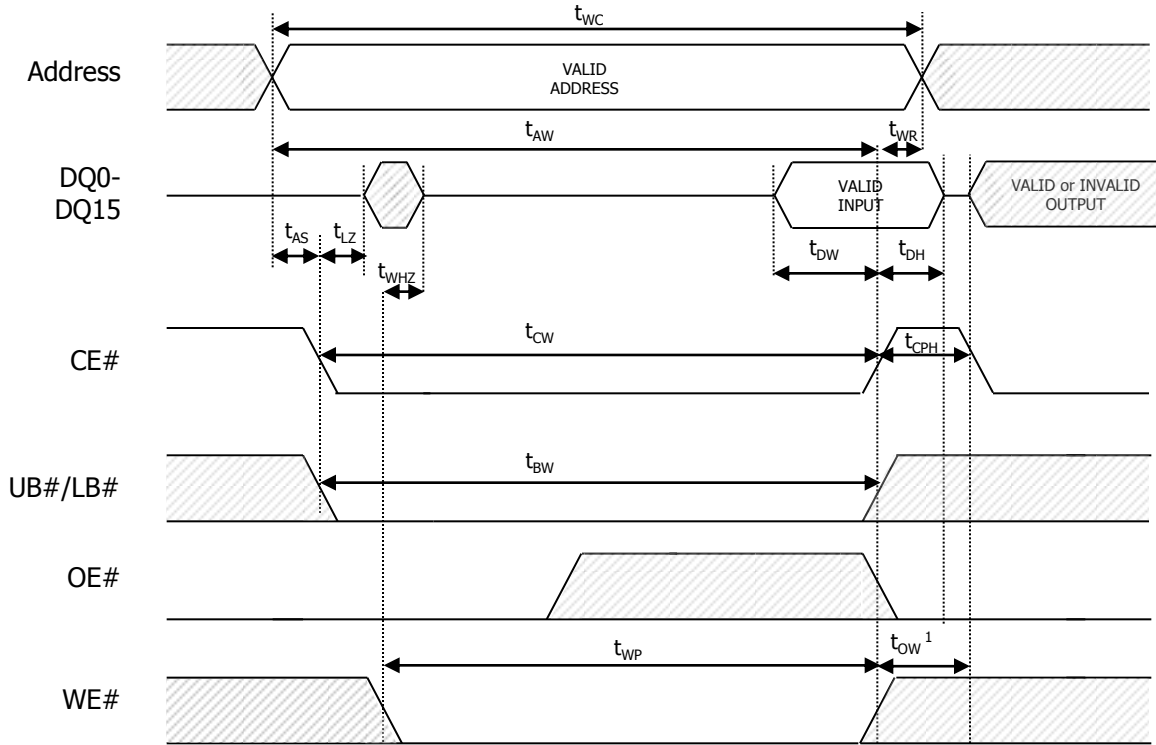 tWC
Address
VALID
ADDRESS
tAW
tWR
DQ0-
DQ15
VALID
INPUT
VALID or INVALID
OUTPUT
tAS
tLZ
tDW
tDH
tWHZ
tCW
tCPH
CE#
tBW
UB#/LB#
OE#
tWP
tOW 1
WE#